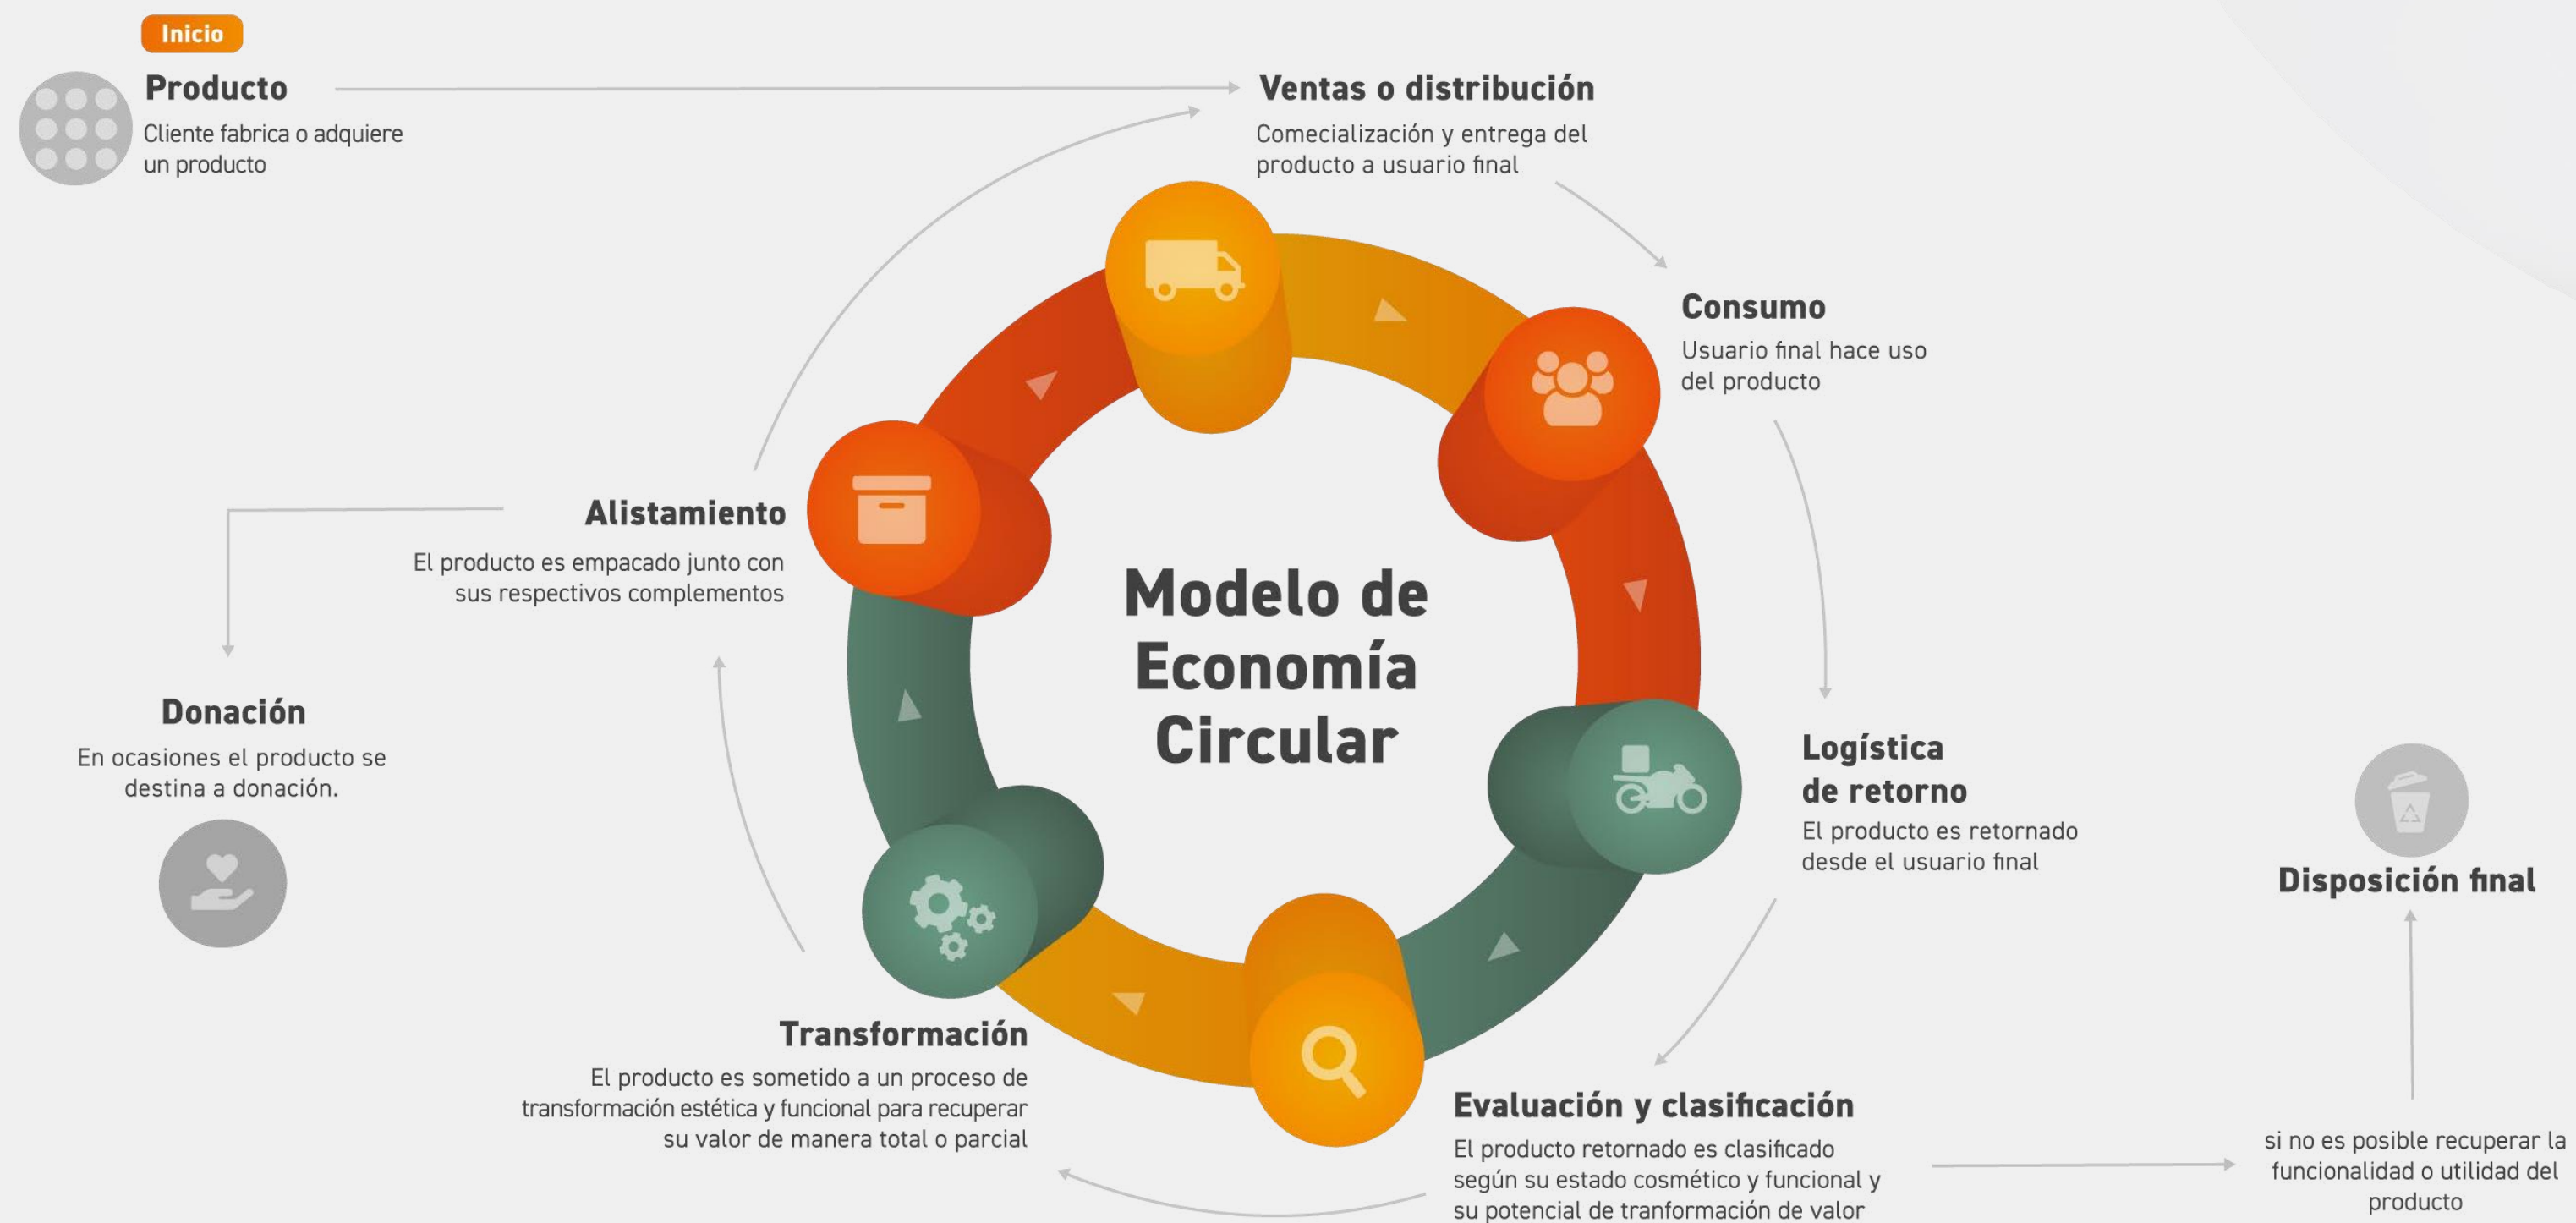 Inicio
Producto
Cliente fabrica o adquiere
un producto
Ventas o distribución
Comecialización y entrega del
producto a usuario final
Consumo
Usuario final hace uso
del producto
Logística
de retorno
El producto es retornado
desde el usuario final
Evaluación y clasificación
El producto retornado es clasificado
según su estado cosmético y funcional y
su potencial de tranformación de valor
si no es posible recuperar la
funcionalidad o utilidad del
producto
Disposición final
Transformación
El producto es sometido a un proceso de
transformación estética y funcional para recuperar
su valor de manera total o parcial
Alistamiento
El producto es empacado junto con
sus respectivos complementos
Donación
En ocasiones el producto se
destina a donación.
Modelo de
Economía
Circular